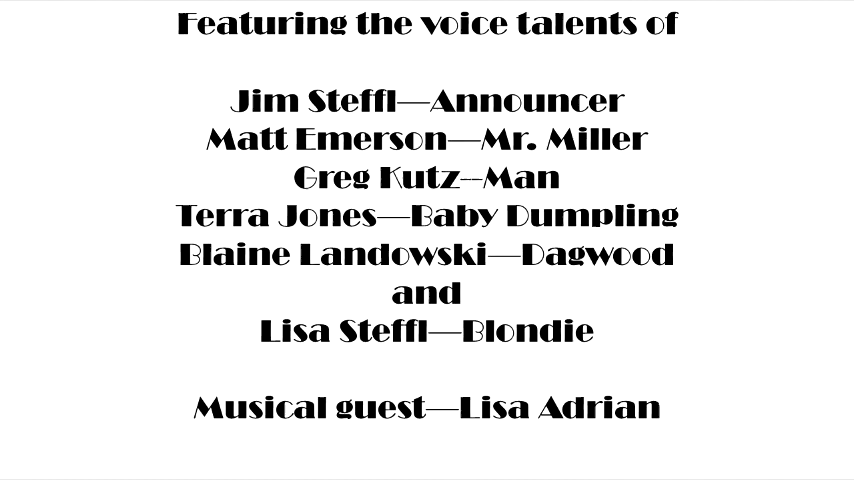 Featuring the voice talents of
Jim Steffl—Announcer
Matt Emerson—Mr. Miller
Greg Kutz--Man
Terra Jones—Baby Dumpling
Blaine Landowski—Dagwood
and
Lisa Steffl—Blondie
Musical guest—Lisa Adrian